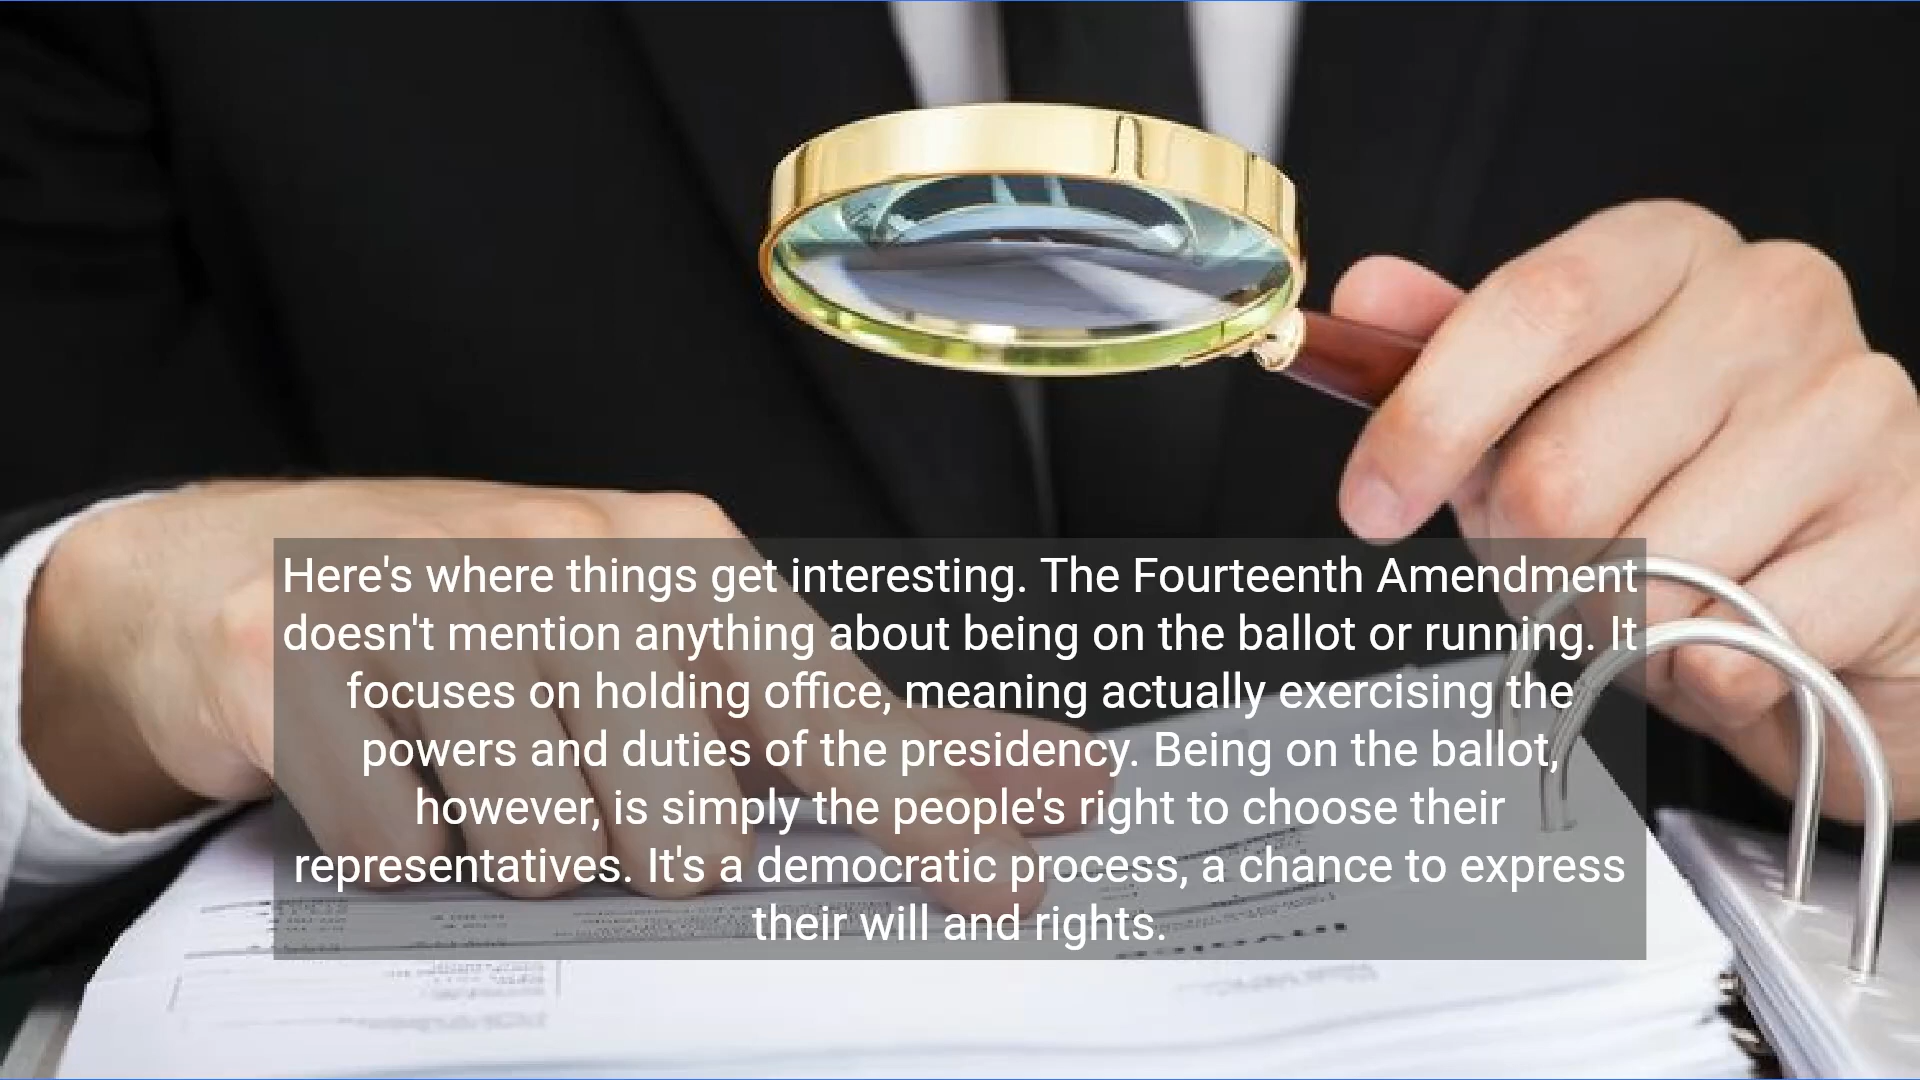 Here's where things get interesting. The Fourteenth Amendment
doesn't mention anything about being on the ballot or running. It
focuses on holding office, meaning actually exercising the
powers and duties of the presidency. Being on the ballot,
however, is simply the people's right to choose their
representatives. It's a democratic process, a chance to express
their will and rights.
Invoice